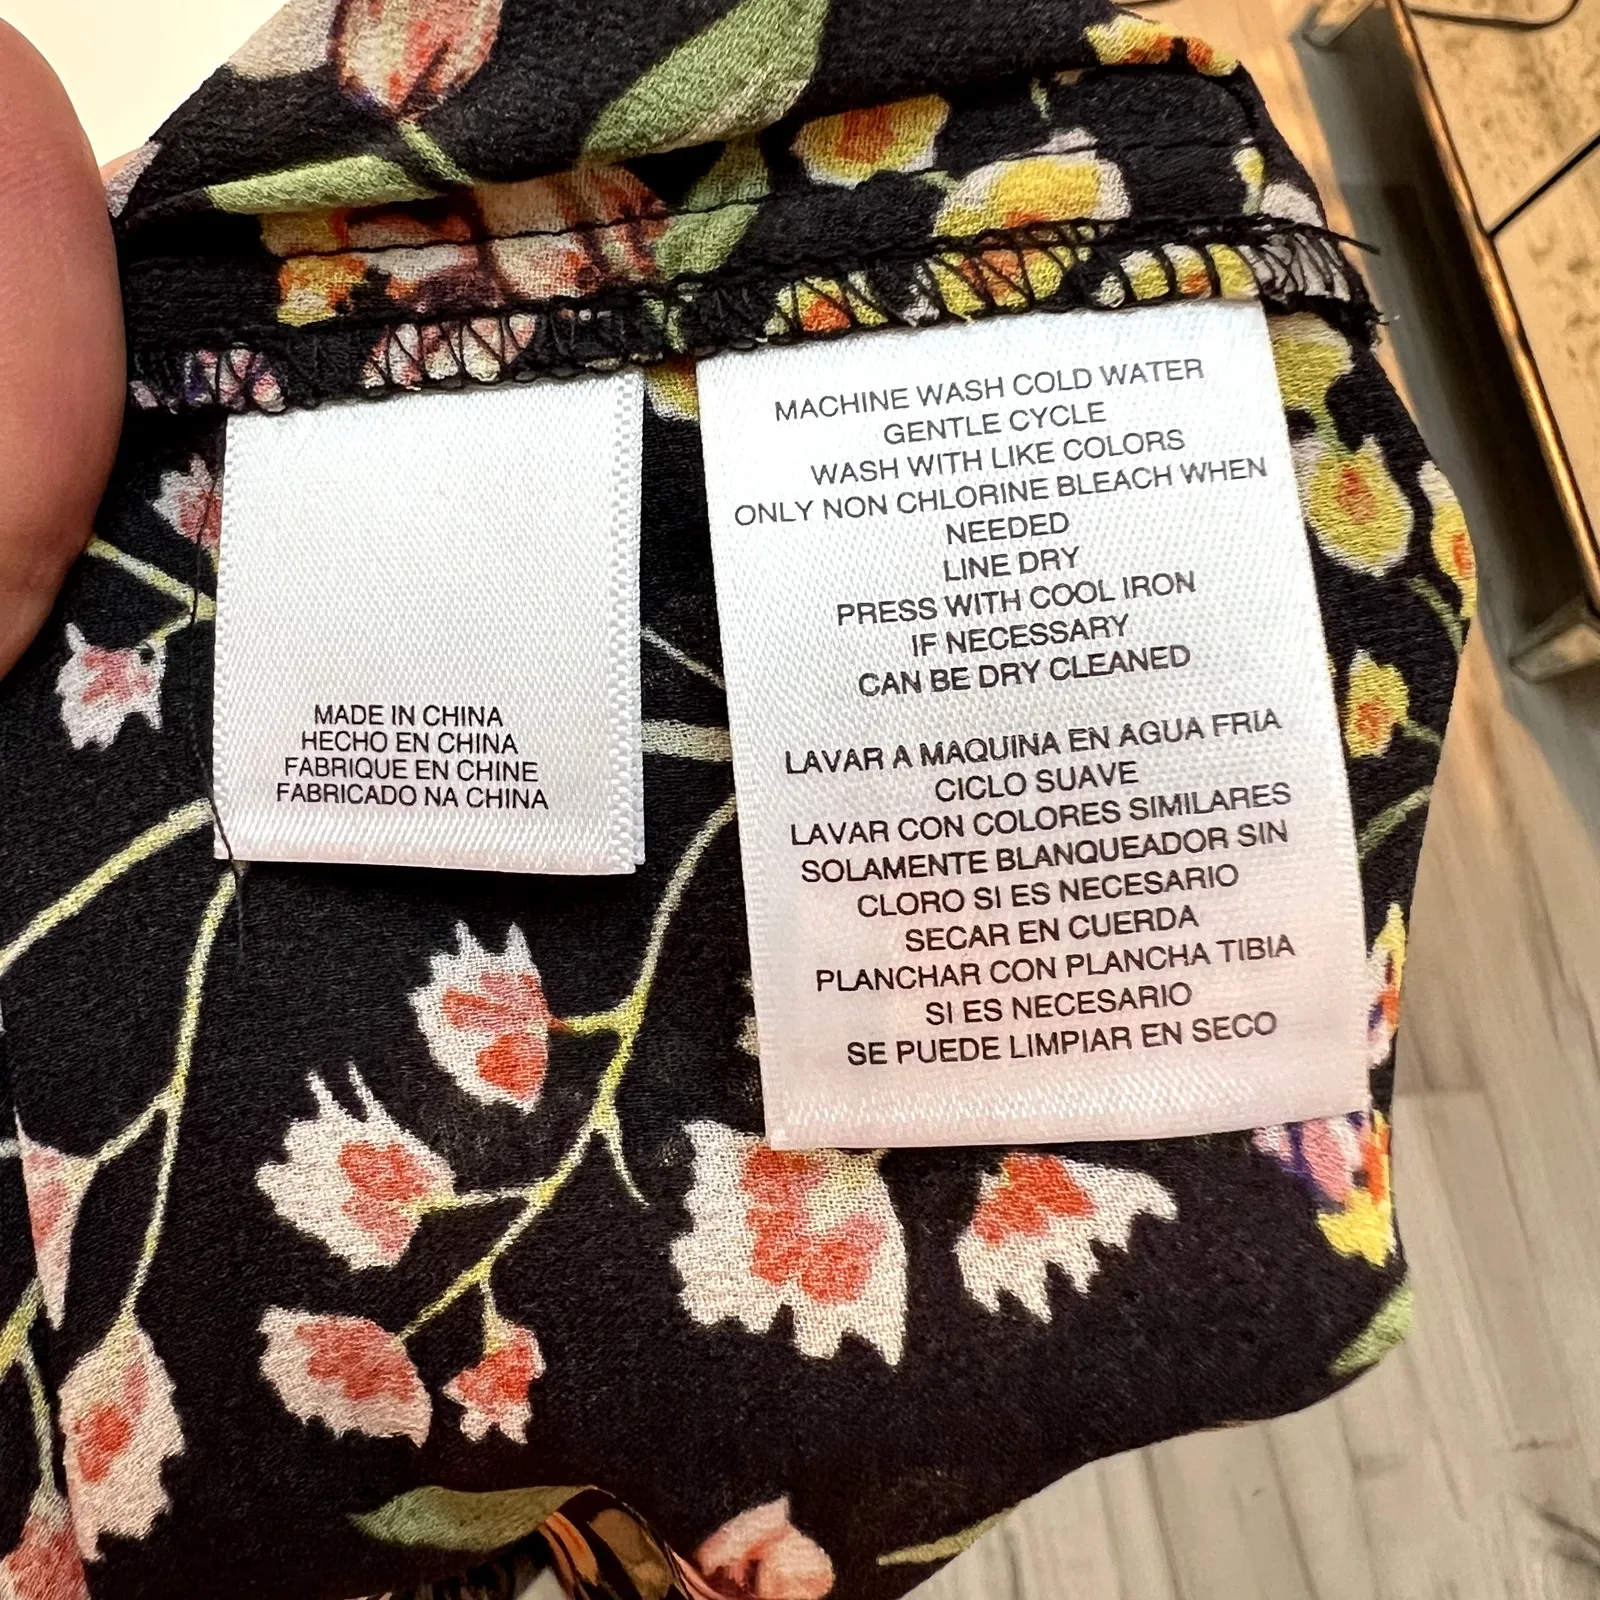 MADE IN CHINA
HECHO EN CHINA
FABRIQUE EN CHINE
FABRICADO NA CHINA
MACHINE WASH COLD WATER
GENTLE CYCLE
WASH WITH LIKE COLORS
ONLY NON CHLORINE BLEACH WHEN
NEEDED
LINE DRY
PRESS WITH COOL IRON
IF NECESSARY
CAN BE DRY CLEANED
LAVAR A MAQUINA EN AGUA FRIA
CICLO SUAVE
LAVAR CON COLORES SIMILARES
SOLAMENTE BLANQUEADOR SIN
CLORO SI ES NECESARIO
SECAR EN CUERDA
PLANCHAR CON PLANCHA TIBIA
SI ES NECESARIO
SE PUEDE LIMPIAR EN SECO